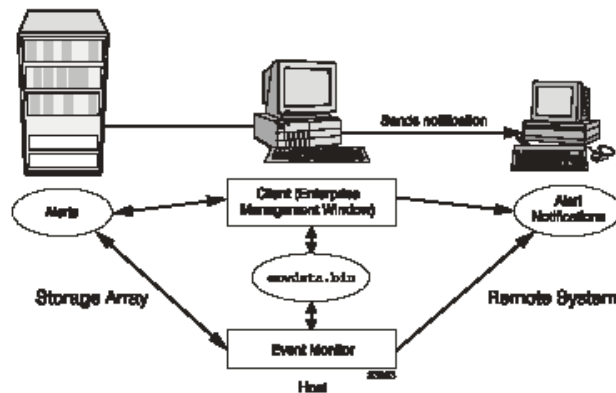 Sends notification
Alerts
Client (Enterprise
Management Window)
Alert
Notifications
emwdata.bin
Storage Array
Remote System
Event Monitor
Host